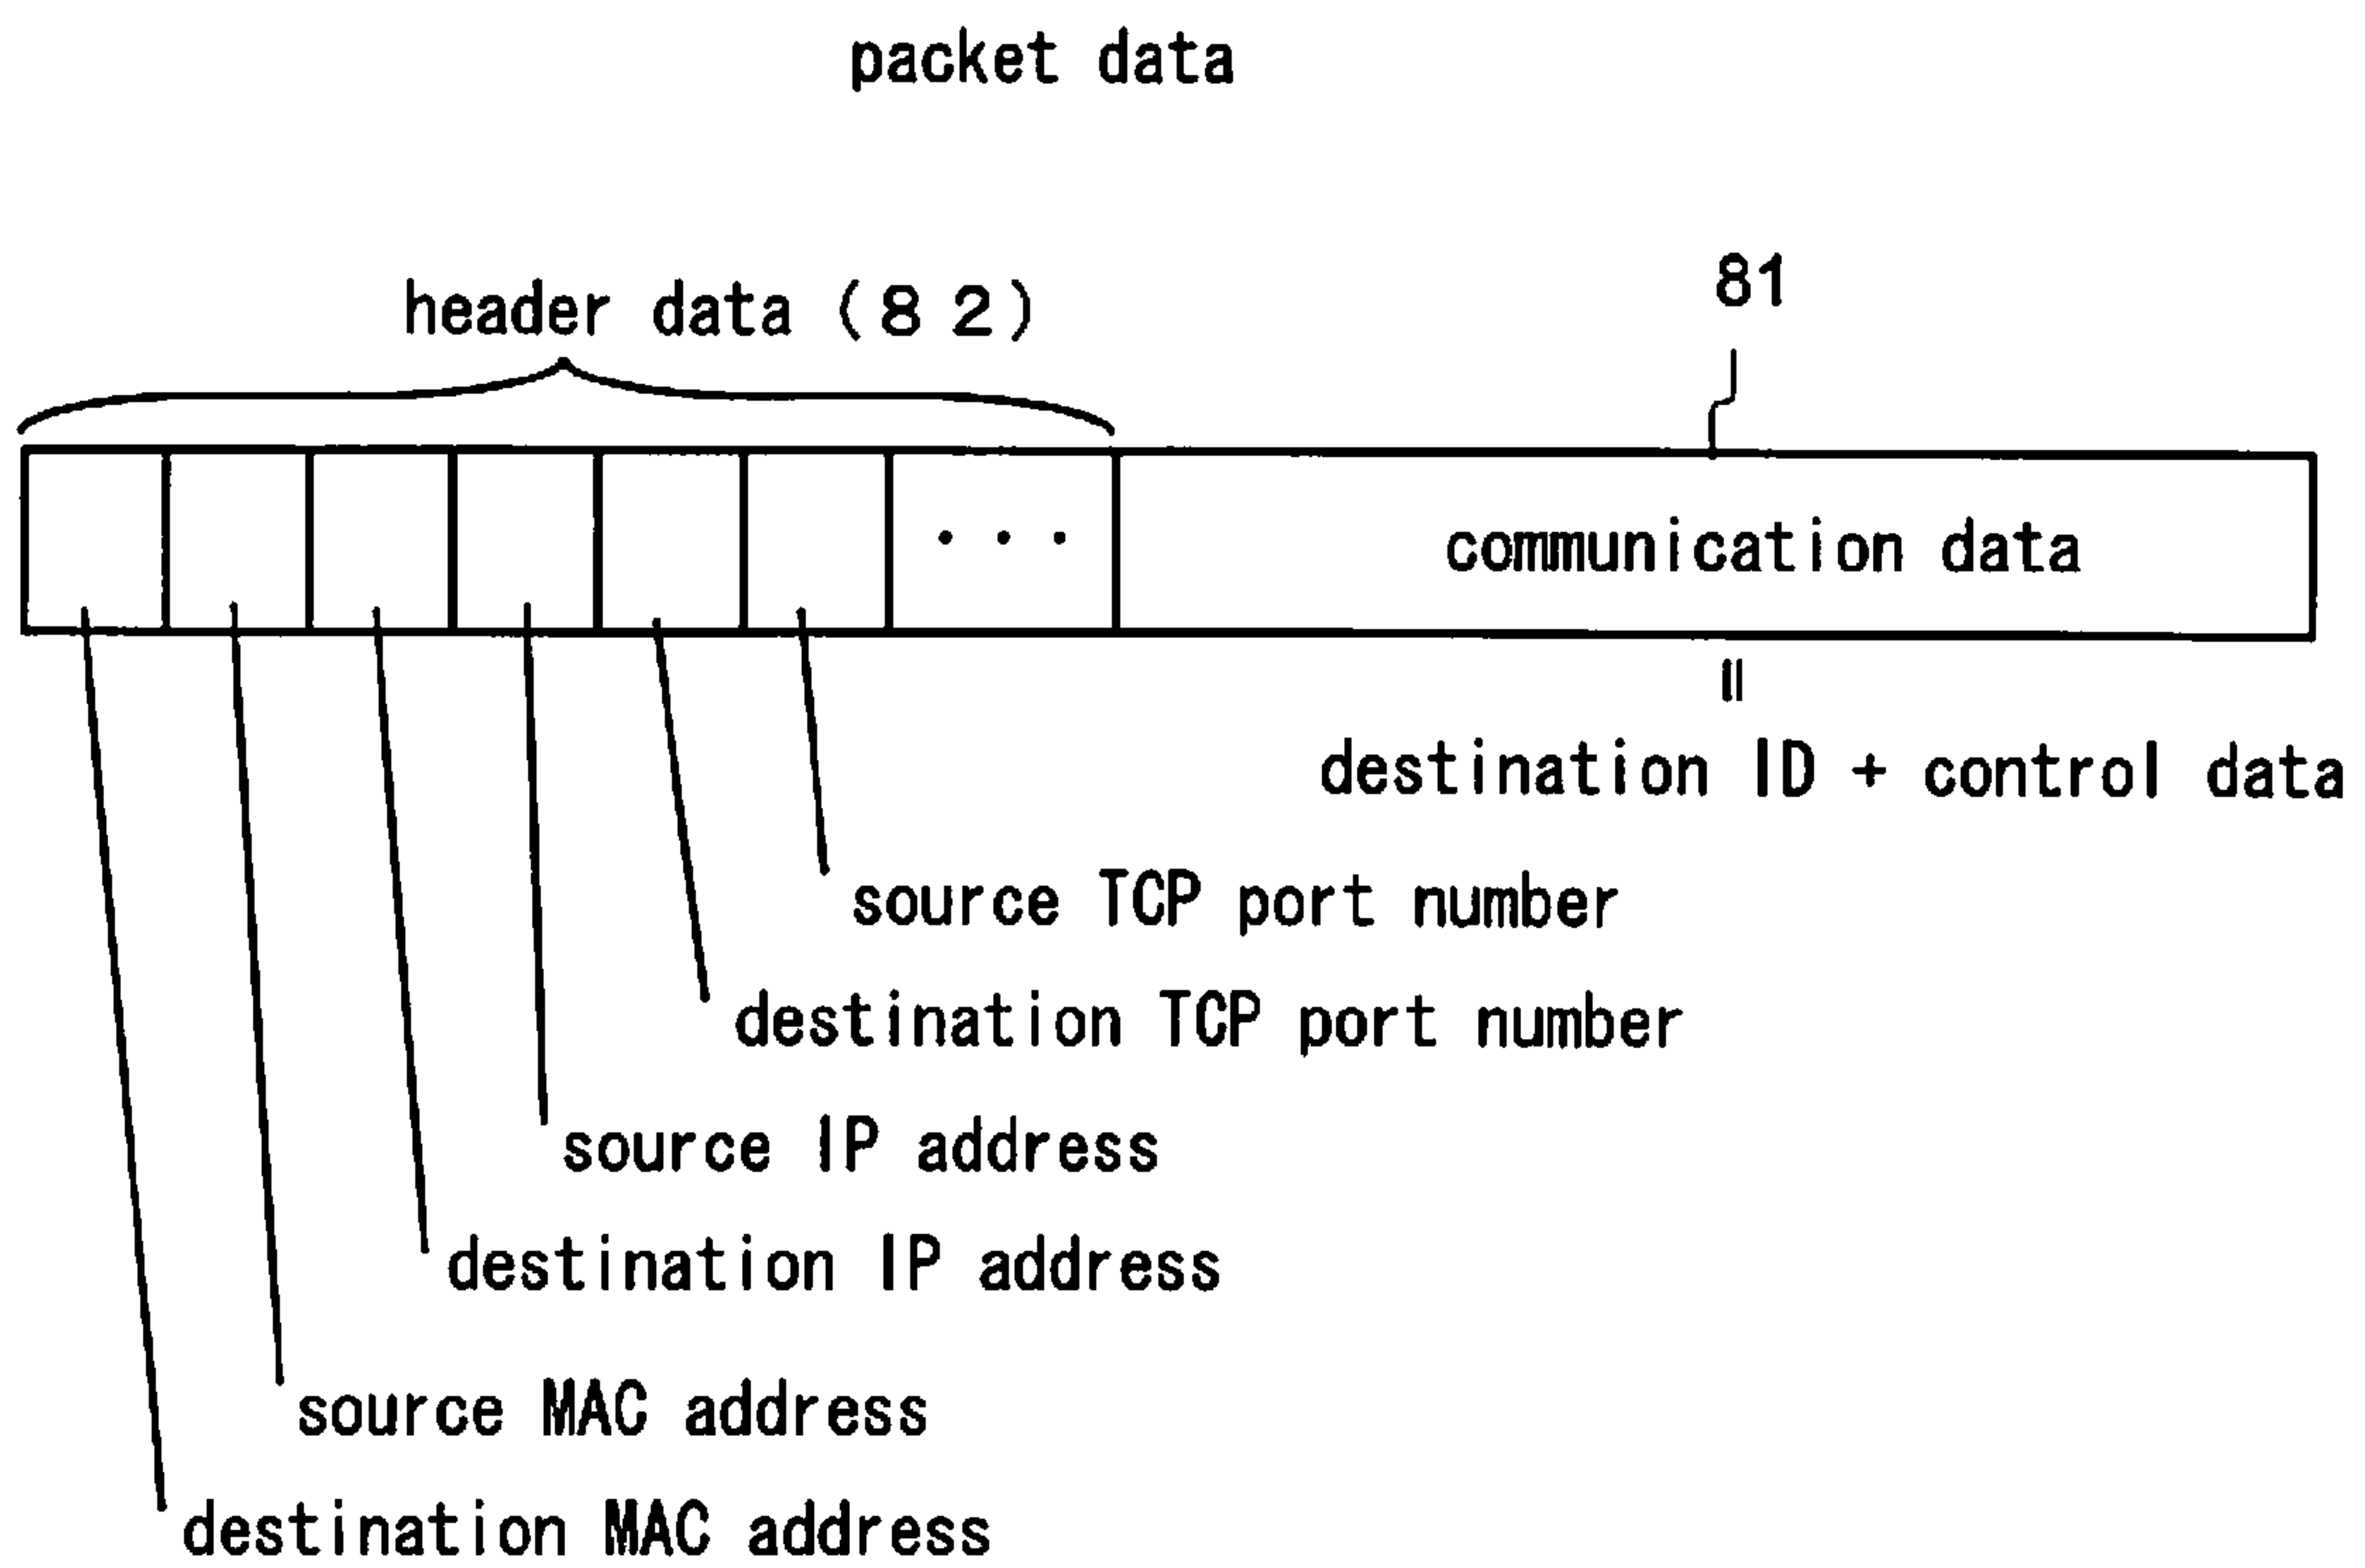 packet data
81
header data (82)
. . .
communication data
=
destination ID + control data
source TCP port number
destination TCP port number
source IP address
destination IP address
source MAC address
destination MAC address